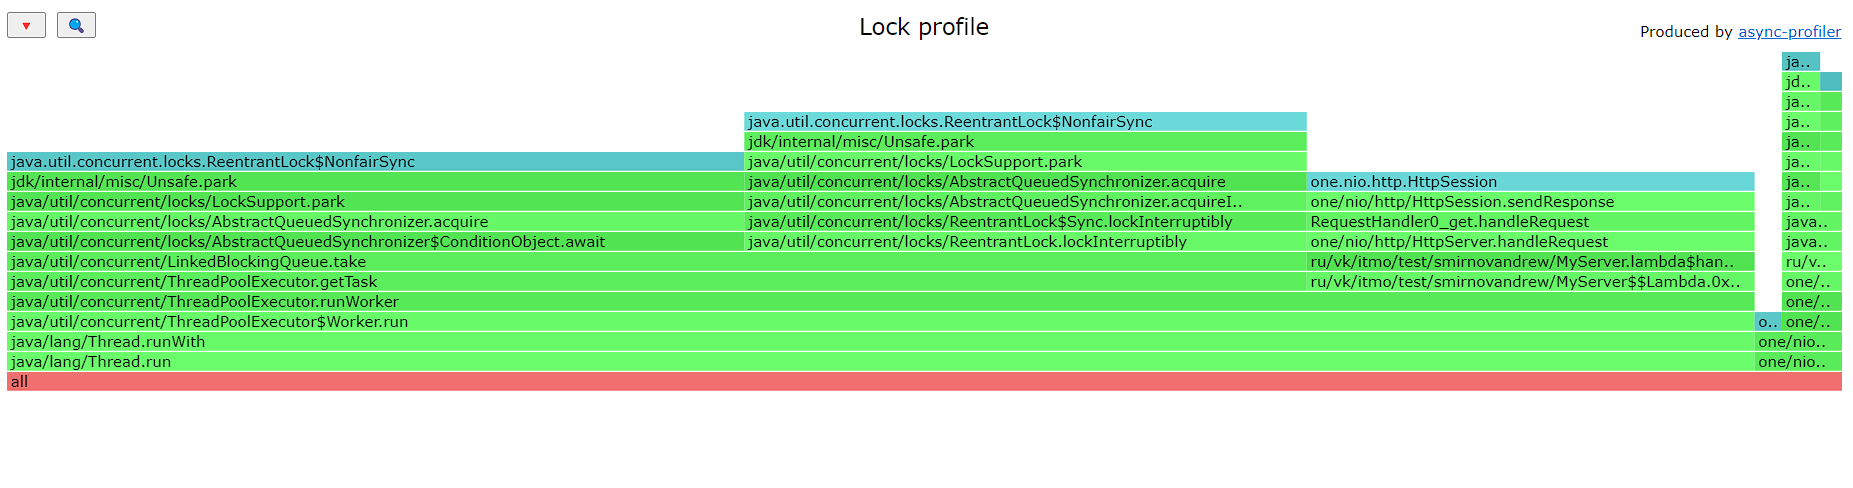 Lock profile
Produced by async-profiler
ja..
jd..
ja..
java.util.concurrent.locks.ReentrantLock$NonfairSync ja..
jdk/internal/misc/Unsafe.park ja..
java.util.concurrent.locks.ReentrantLock$NonfairSync java/util/concurrent/locks/LockSupport.park ja..
jdk/internal/misc/Unsafe.park java/util/concurrent/locks/AbstractQueuedSynchronizer.acquire one.nio.http.HttpSession ja..
java/util/concurrent/locks/LockSupport.park java/util/concurrent/locks/AbstractQueuedSynchronizer.acquireI.. one/nio/http/HttpSession.sendResponse ja..
java/util/concurrent/locks/AbstractQueuedSynchronizer.acquire java/util/concurrent/locks/ReentrantLock$Sync.lockInterruptibly RequestHandler0_get.handleRequest java..
java/util/concurrent/locks/AbstractQueuedSynchronizer$ConditionObject.await java/util/concurrent/locks/ReentrantLock.lockInterruptibly one/nio/http/HttpServer.handleRequest java..
java/util/concurrent/LinkedBlockingQueue.take ru/vk/itmo/test/smirnovandrew/MyServer.lambda$han.. ru/v..
java/util/concurrent/ThreadPoolExecutor.getTask ru/vk/itmo/test/smirnovandrew/MyServer$$Lambda.0x.. one/..
java/util/concurrent/ThreadPoolExecutor.runWorker one/..
java/util/concurrent/ThreadPoolExecutor$Worker.run o.. one/..
java/lang/Thread.runWith one/nio..
java/lang/Thread.run one/nio..
all